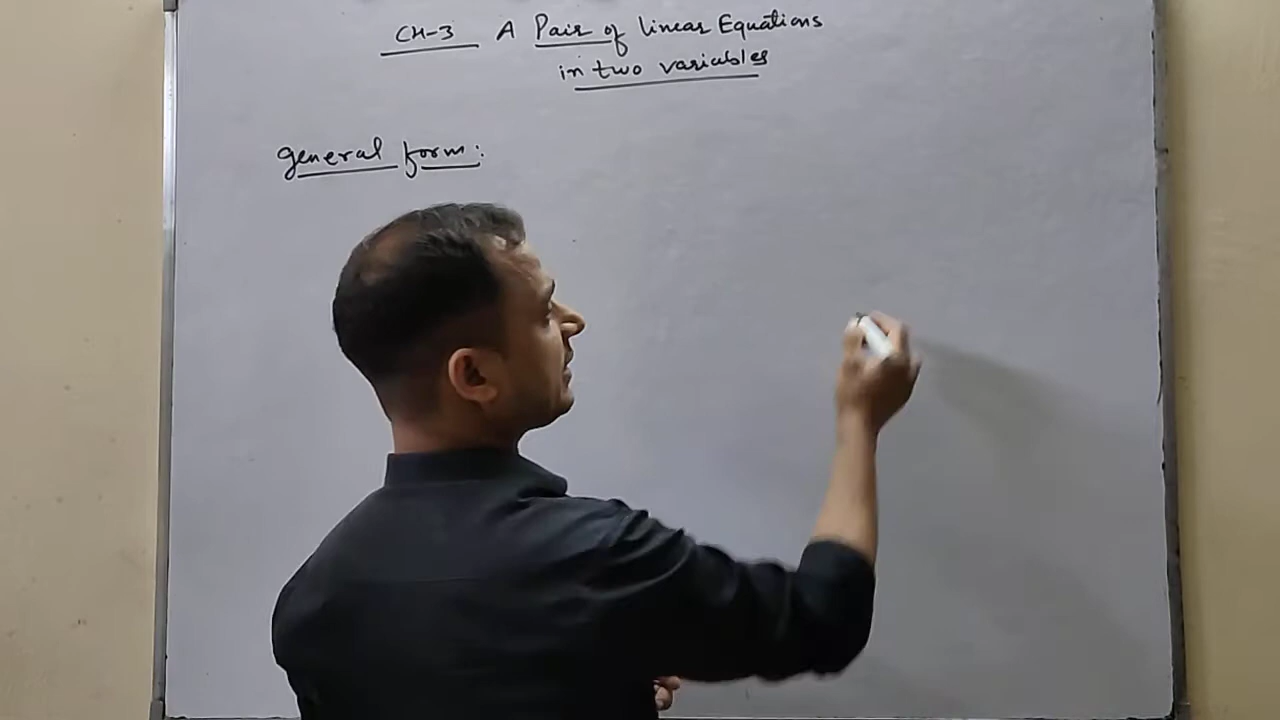 CH-3 A Pair of linear Equations
in two variables
general form: